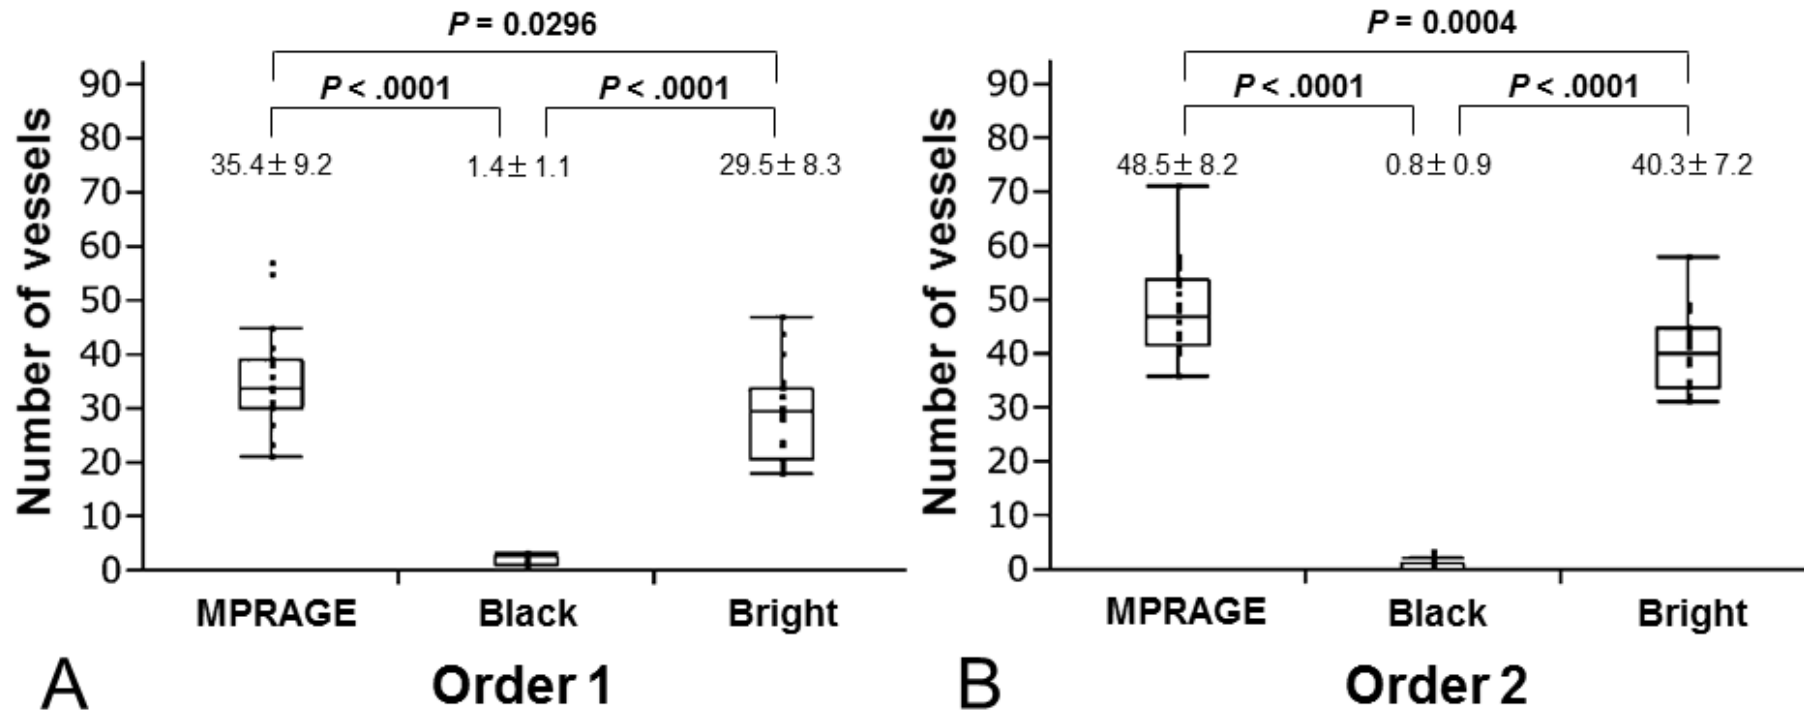 P = 0.0296
P < .0001 P < .0001
35.4± 9.2 1.4± 1.1 29.5± 8.3
Number of vessels
90
80
70
60
50
40
30
20
10
0
MPRAGE Black Bright
A Order 1
P = 0.0004
P < .0001 P < .0001
48.5± 8.2 0.8± 0.9 40.3± 7.2
Number of vessels
90
80
70
60
50
40
30
20
10
0
MPRAGE Black Bright
B Order 2